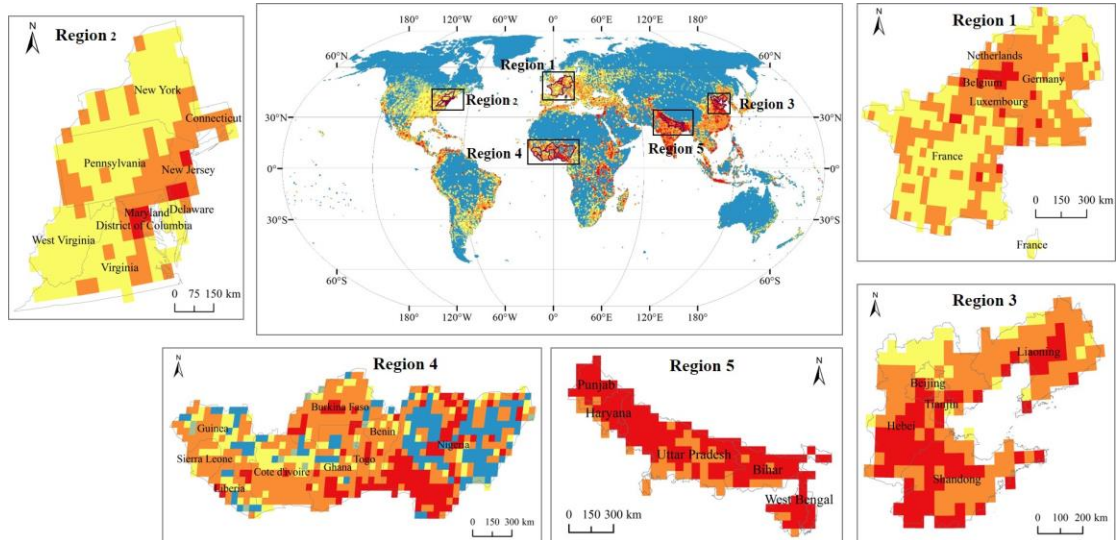 N
Region 2
New York
Connecticut
Pennsylvania
New Jersey
Maryland
Delaware
District of Columbia
West Virginia
Virginia
0 75 150 km
180° 120°W 60°W 0° 60°E 120°E 180°
30°N
30°N
0°
0°
30°S
30°S
60°S
60°S
Region 1
Region 2
Region 3
Region 4
Region 5
180° 120°W 60°W 0° 60°E 120°E 180°
N
Region 1
Netherlands
Belgium
Germany
Luxembourg
France
0 180 360 km
France
N
Region 4
Burkina Faso
Guinea
Benin
Nigeria
Sierra Leone
Togo
Cote d'ivoire
Ghana
Liberia
0 150 300 km
Region 5
N
Punjab
Haryana
Uttar Pradesh
Bihar
West Bengal
0 150 300 km
N
Region 3
Liaoning
Beijing
Tianjin
Hebei
Shandong
0 100 200 km